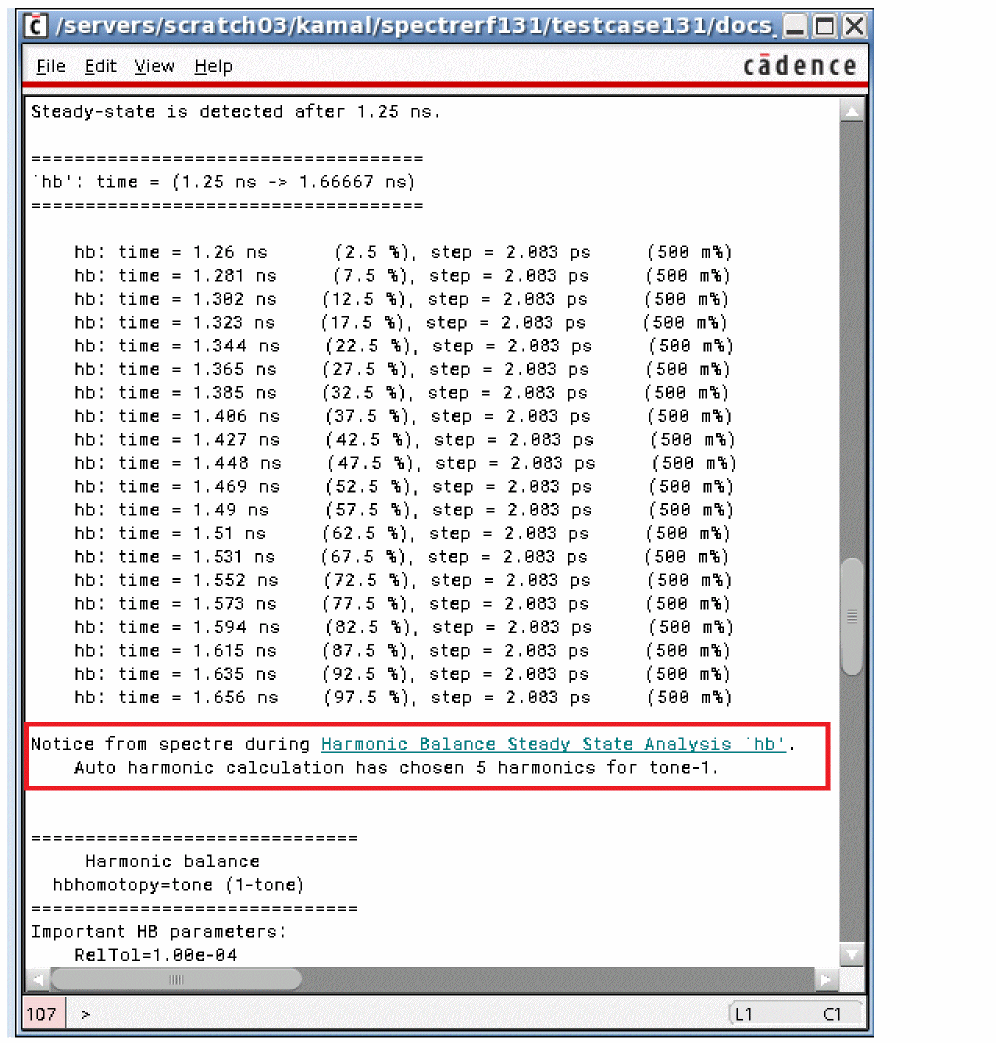 /servers/scratch03/kamal/spectrerf131/testcase131/docs_
File Edit View Help
cādence
Steady-state is detected after 1.25 ns.
====================================
`hb': time = (1.25 ns -> 1.66667 ns)
====================================
hb: time = 1.26 ns (2.5 %), step = 2.083 ps (500 m%)
hb: time = 1.281 ns (7.5 %), step = 2.083 ps (500 m%)
hb: time = 1.302 ns (12.5 %), step = 2.083 ps (500 m%)
hb: time = 1.323 ns (17.5 %), step = 2.083 ps (500 m%)
hb: time = 1.344 ns (22.5 %), step = 2.083 ps (500 m%)
hb: time = 1.365 ns (27.5 %), step = 2.083 ps (500 m%)
hb: time = 1.385 ns (32.5 %), step = 2.083 ps (500 m%)
hb: time = 1.406 ns (37.5 %), step = 2.083 ps (500 m%)
hb: time = 1.427 ns (42.5 %), step = 2.083 ps (500 m%)
hb: time = 1.448 ns (47.5 %), step = 2.083 ps (500 m%)
hb: time = 1.469 ns (52.5 %), step = 2.083 ps (500 m%)
hb: time = 1.49 ns (57.5 %), step = 2.083 ps (500 m%)
hb: time = 1.51 ns (62.5 %), step = 2.083 ps (500 m%)
hb: time = 1.531 ns (67.5 %), step = 2.083 ps (500 m%)
hb: time = 1.552 ns (72.5 %), step = 2.083 ps (500 m%)
hb: time = 1.573 ns (77.5 %), step = 2.083 ps (500 m%)
hb: time = 1.594 ns (82.5 %), step = 2.083 ps (500 m%)
hb: time = 1.615 ns (87.5 %), step = 2.083 ps (500 m%)
hb: time = 1.635 ns (92.5 %), step = 2.083 ps (500 m%)
hb: time = 1.656 ns (97.5 %), step = 2.083 ps (500 m%)
Notice from spectre during Harmonic Balance Steady State Analysis `hb'.
Auto harmonic calculation has chosen 5 harmonics for tone-1.
==============================
Harmonic balance
hbhomotopy=tone (1-tone)
==============================
Important HB parameters:
RelTol=1.00e-04
107 >
L1 C1